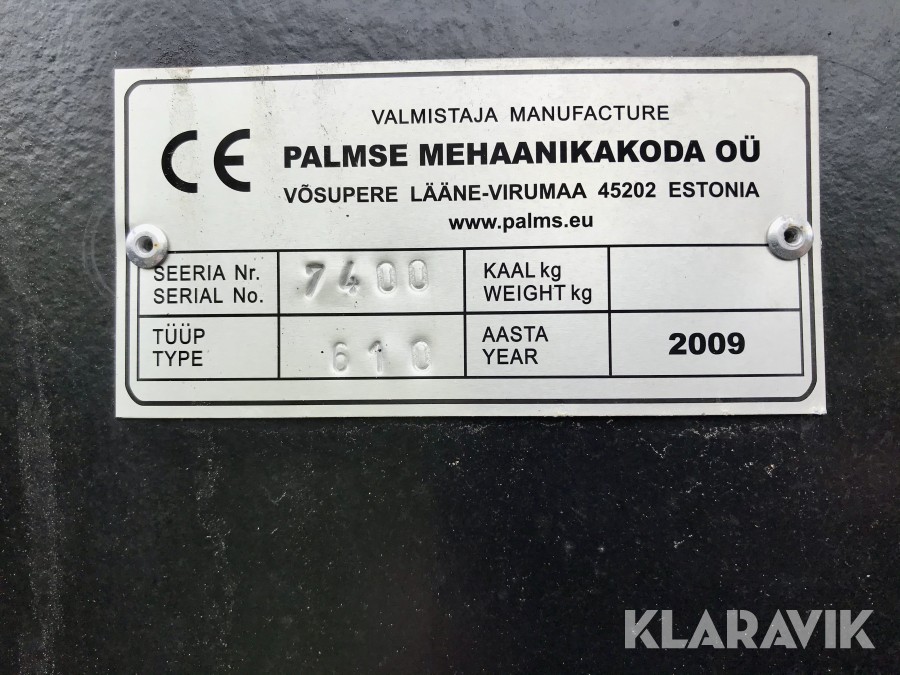 VALMISTAJA MANUFACTURE
CE PALMSE MEHAANIKAKODA OÜ
VÕSUPERE LÄÄNE-VIRUMAA 45202 ESTONIA
www.palms.eu
SEERIA Nr.
SERIAL No.
7400
KAAL kg
WEIGHT kg
TÜÜP
TYPE
610
AASTA
YEAR
2009
KLARAVIK